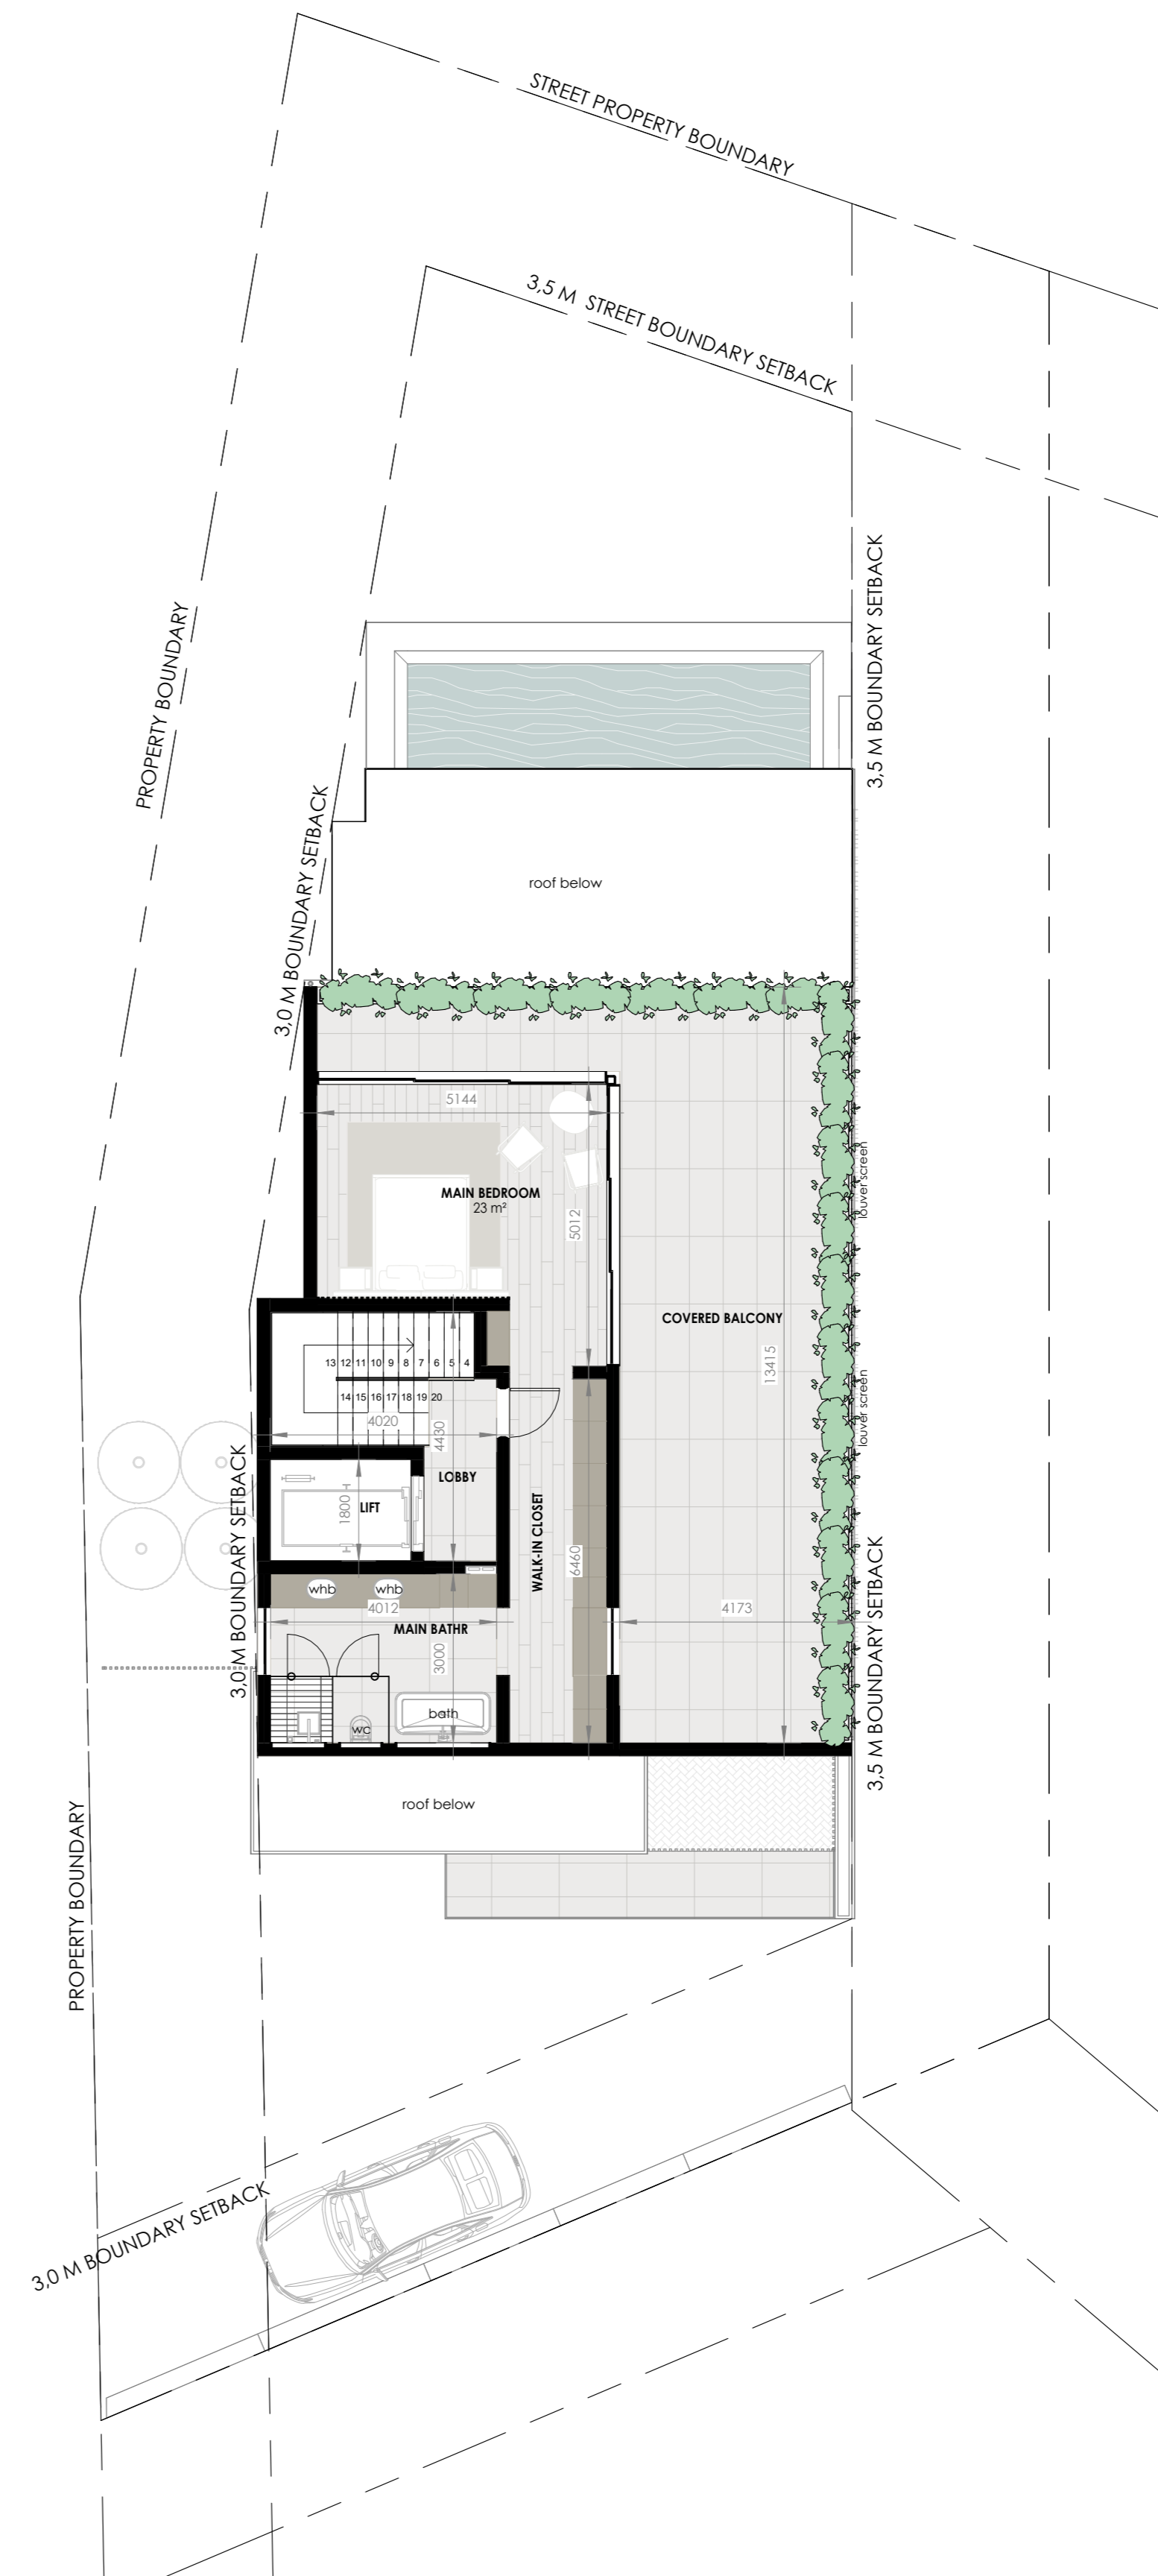 STREET PROPERTY BOUNDARY
3,5 M STREET BOUNDARY SETBACK
3,5 M BOUNDARY SETBACK
PROPERTY BOUNDARY
3,0 M BOUNDARY SETBACK
roof below
5144
MAIN BEDROOM
23 m²
5012
louver screen
COVERED BALCONY
13415
13 12 11 10 9 8 7 6 5 4
14 15 16 17 18 19 20
4020
4430
louver screen
LOBBY
LIFT
1800
3,0 M BOUNDARY SETBACK
WALK-IN CLOSET
6460
whb
whb
4012
4173
MAIN BATHR
3000
3,5 M BOUNDARY SETBACK
bath
wc
roof below
PROPERTY BOUNDARY
3,0 M BOUNDARY SETBACK